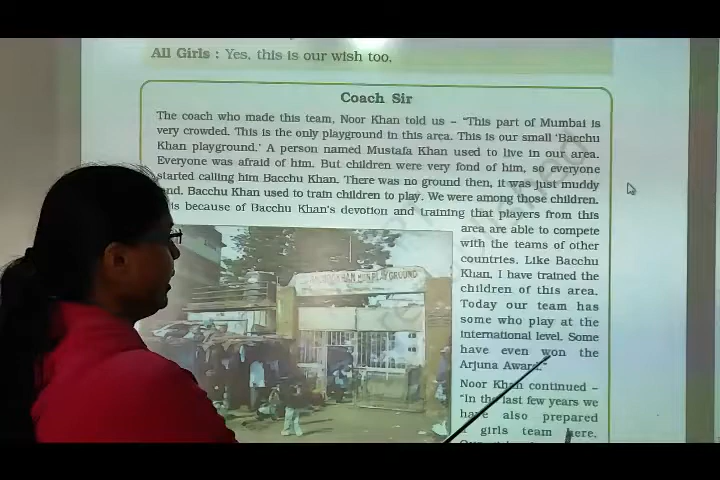 All Girls : Yes, this is our wish too.
Coach Sir
The coach who made this team, Noor Khan told us – "This part of Mumbai is
very crowded. This is the only playground in this area. This is our small 'Bacchu
Khan playground.' A person named Mustafa Khan used to live in our area.
Everyone was afraid of him. But children were very fond of him, so everyone
started calling him Bacchu Khan. There was no ground then, it was just muddy
Bacchu Khan used to train children to play. We were among those children.
is because of Bacchu Khan's devotion and training that players from this
area are able to compete
with the teams of other
countries. Like Bacchu
Khan, I have trained the
children of this area.
Today our team has
some who play at the
international level. Some
have even won the
Arjuna Award."
Noor Khan continued –
"In the last few years we
have also prepared
girls team here.
KHAN MUN. PLAYGROUND